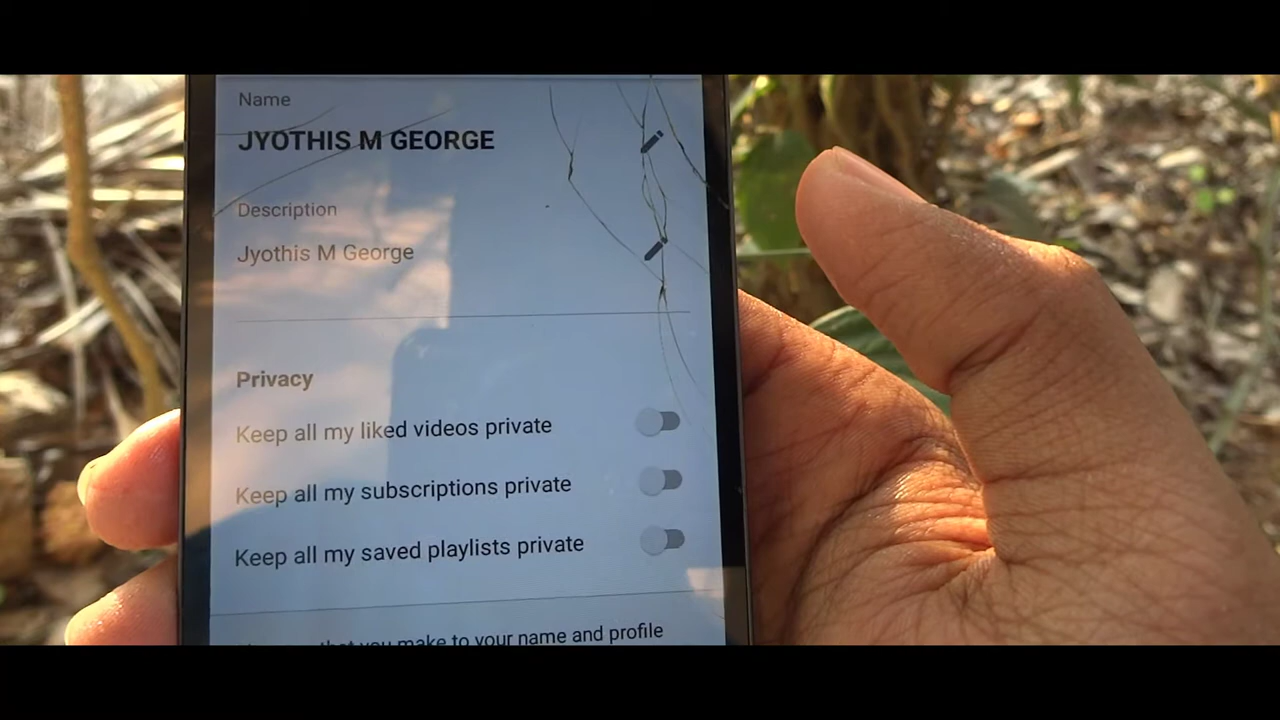 Name
JYOTHIS M GEORGE
Description
Jyothis M George
Privacy
Keep all my liked videos private
Keep all my subscriptions private
Keep all my saved playlists private
that you make to your name and profile